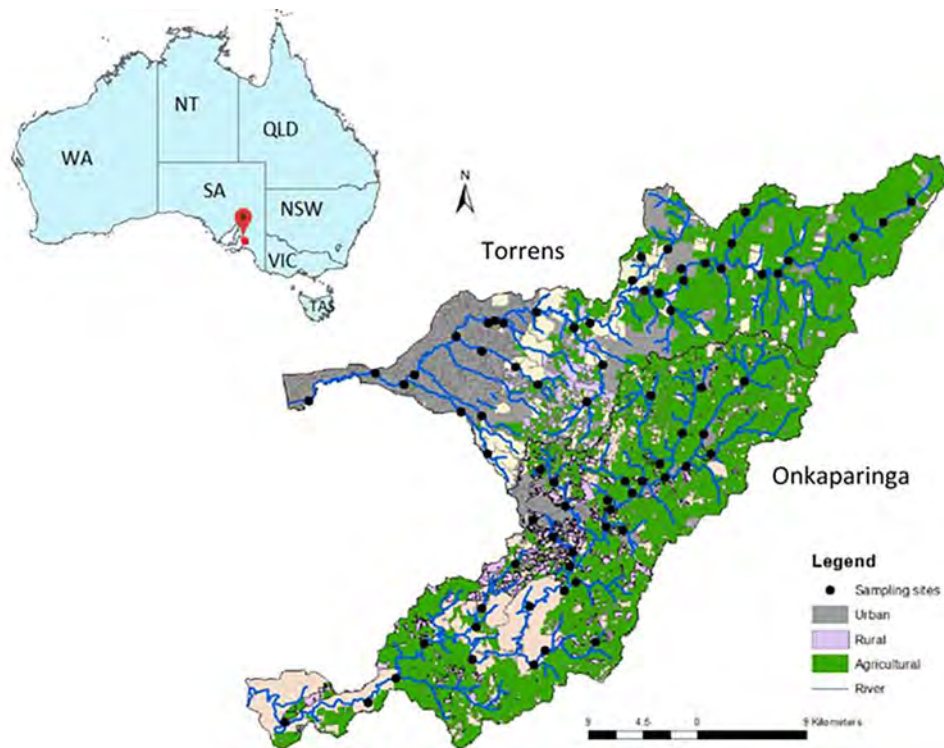 NT
QLD
WA
SA
NSW
VIC
TAS
N
Torrens
Onkaparinga
Legend
Sampling sites
Urban
Rural
Agricultural
River
9 4.5 0 9 Kilometers